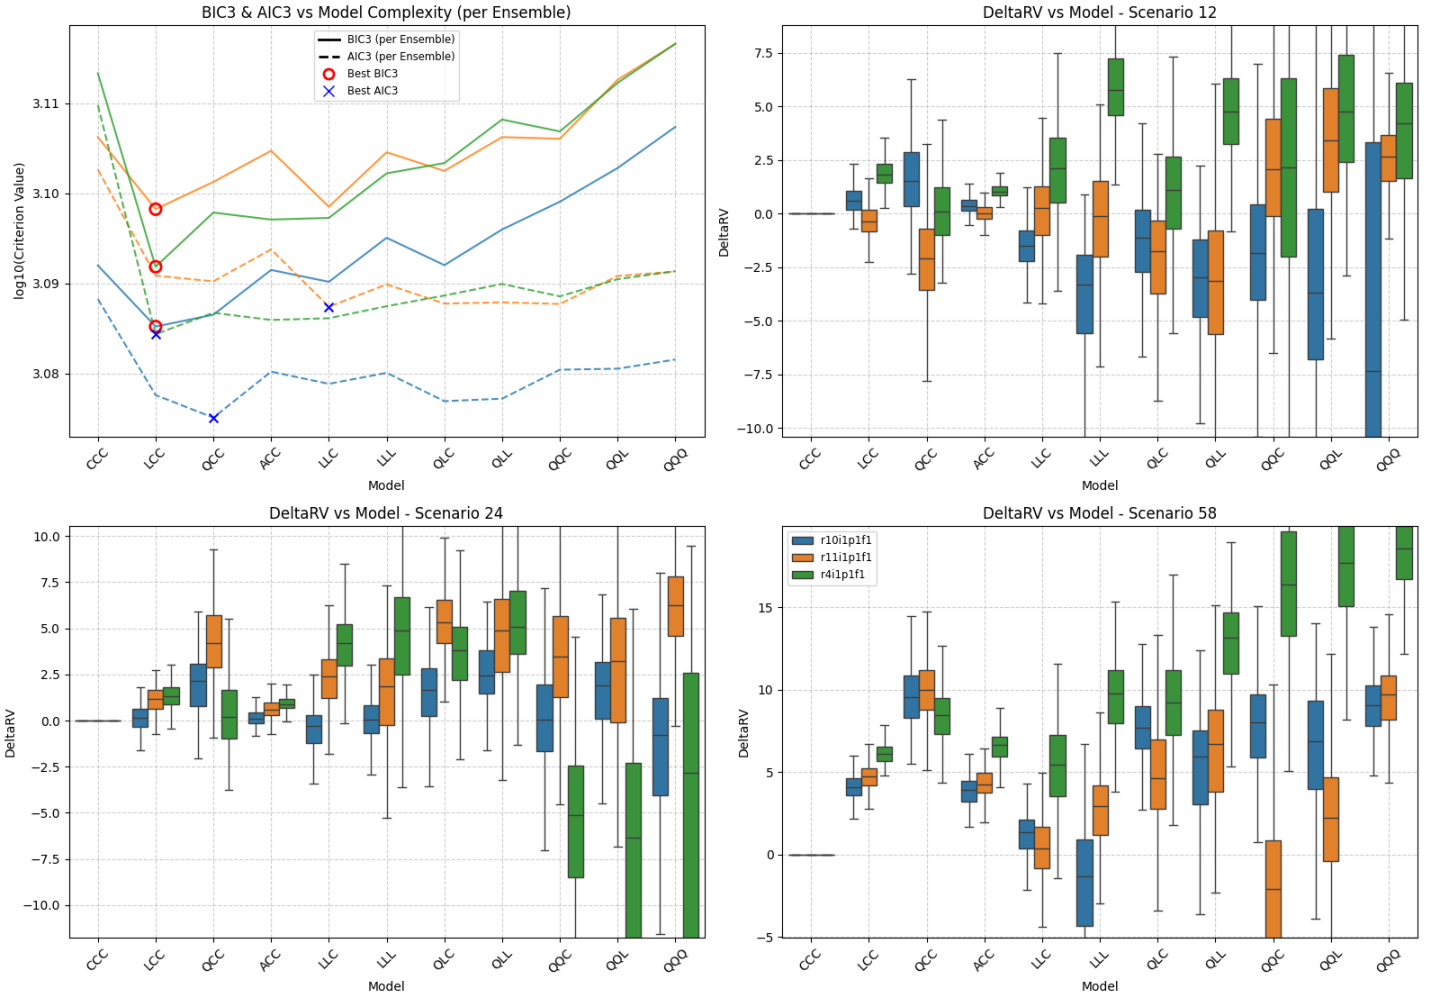 BIC3 & AIC3 vs Model Complexity (per Ensemble)
BIC3 (per Ensemble)
AIC3 (per Ensemble)
Best BIC3
Best AIC3
log10(Criterion Value)
3.11
3.10
3.09
3.08
CCC LCC QCC ACC LLC LLL QLC QLL QQC QQL QQQ
Model
DeltaRV vs Model - Scenario 12
DeltaRV
7.5
5.0
2.5
0.0
−2.5
−5.0
−7.5
−10.0
CCC LCC QCC ACC LLC LLL QLC QLL QQC QQL QQQ
Model
DeltaRV vs Model - Scenario 24
DeltaRV
10.0
7.5
5.0
2.5
0.0
−2.5
−5.0
−7.5
−10.0
CCC LCC QCC ACC LLC LLL QLC QLL QQC QQL QQQ
Model
DeltaRV vs Model - Scenario 58
r10i1p1f1
r11i1p1f1
r4i1p1f1
DeltaRV
15
10
5
0
−5
CCC LCC QCC ACC LLC LLL QLC QLL QQC QQL QQQ
Model